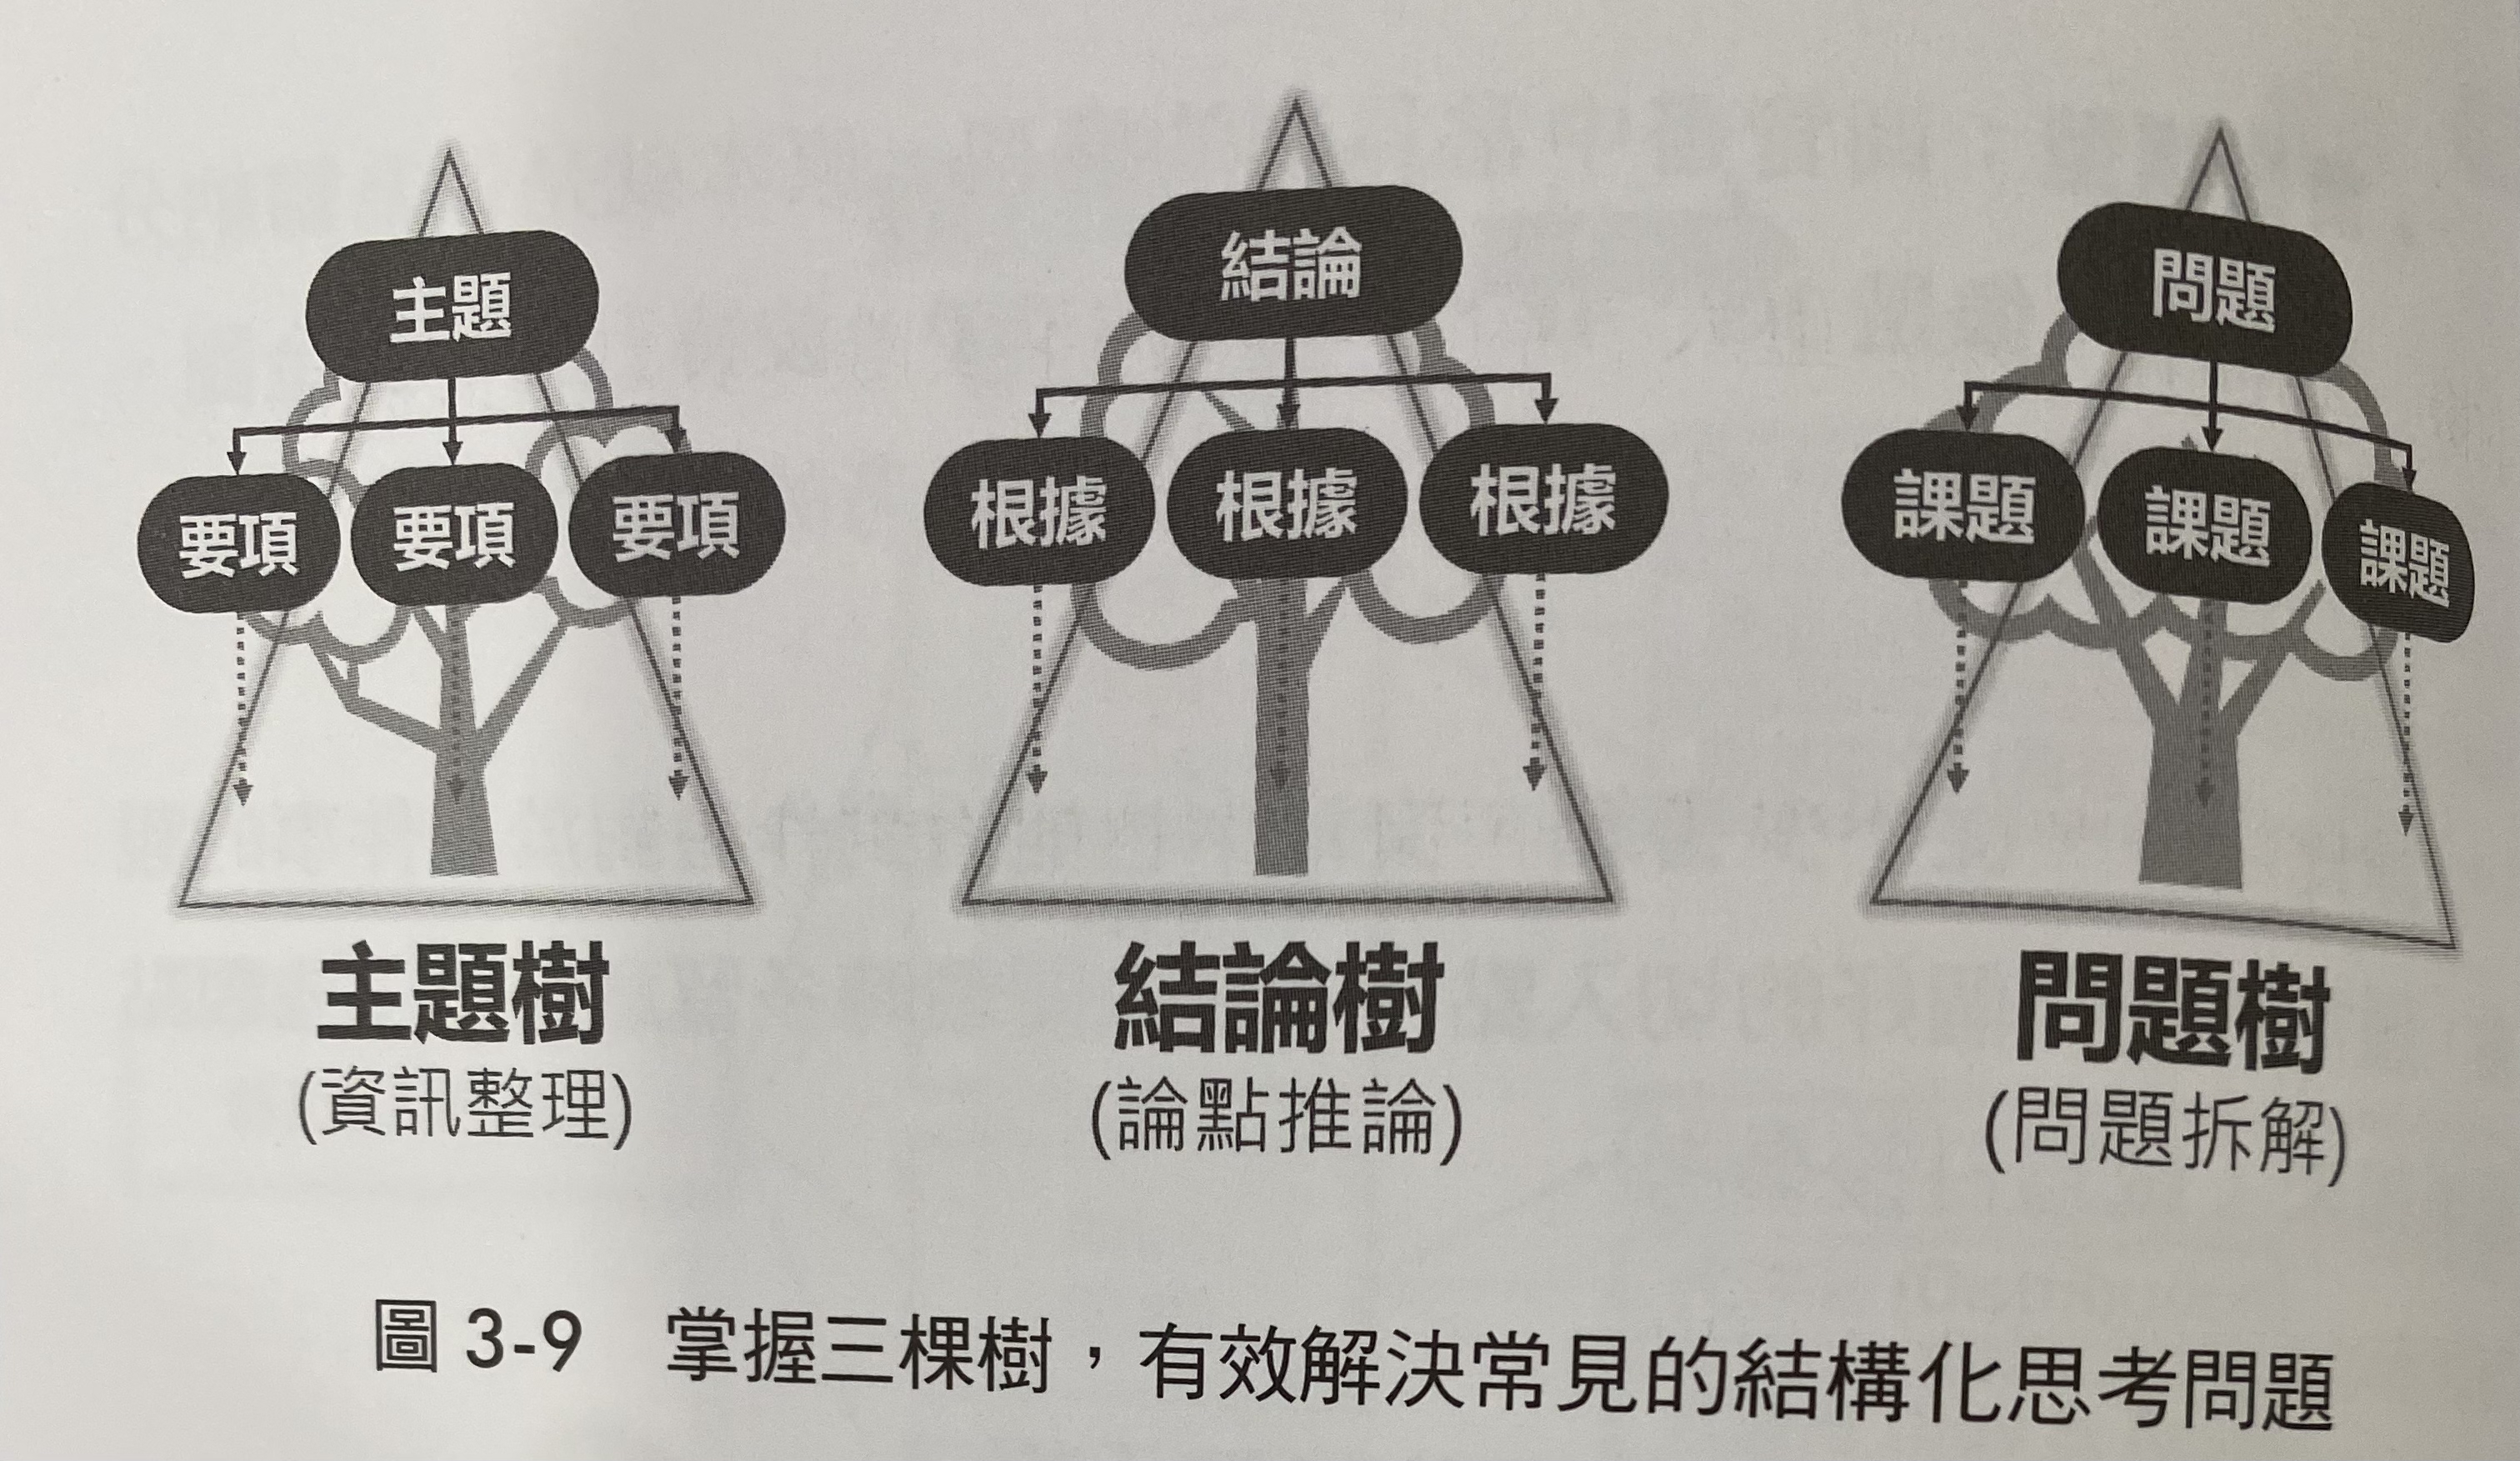 主題
要項 要項 要項
主題樹
(資訊整理)
結論
根據 根據 根據
結論樹
(論點推論)
問題
課題 課題 課題
問題樹
(問題拆解)
圖 3-9 掌握三棵樹，有效解決常見的結構化思考問題